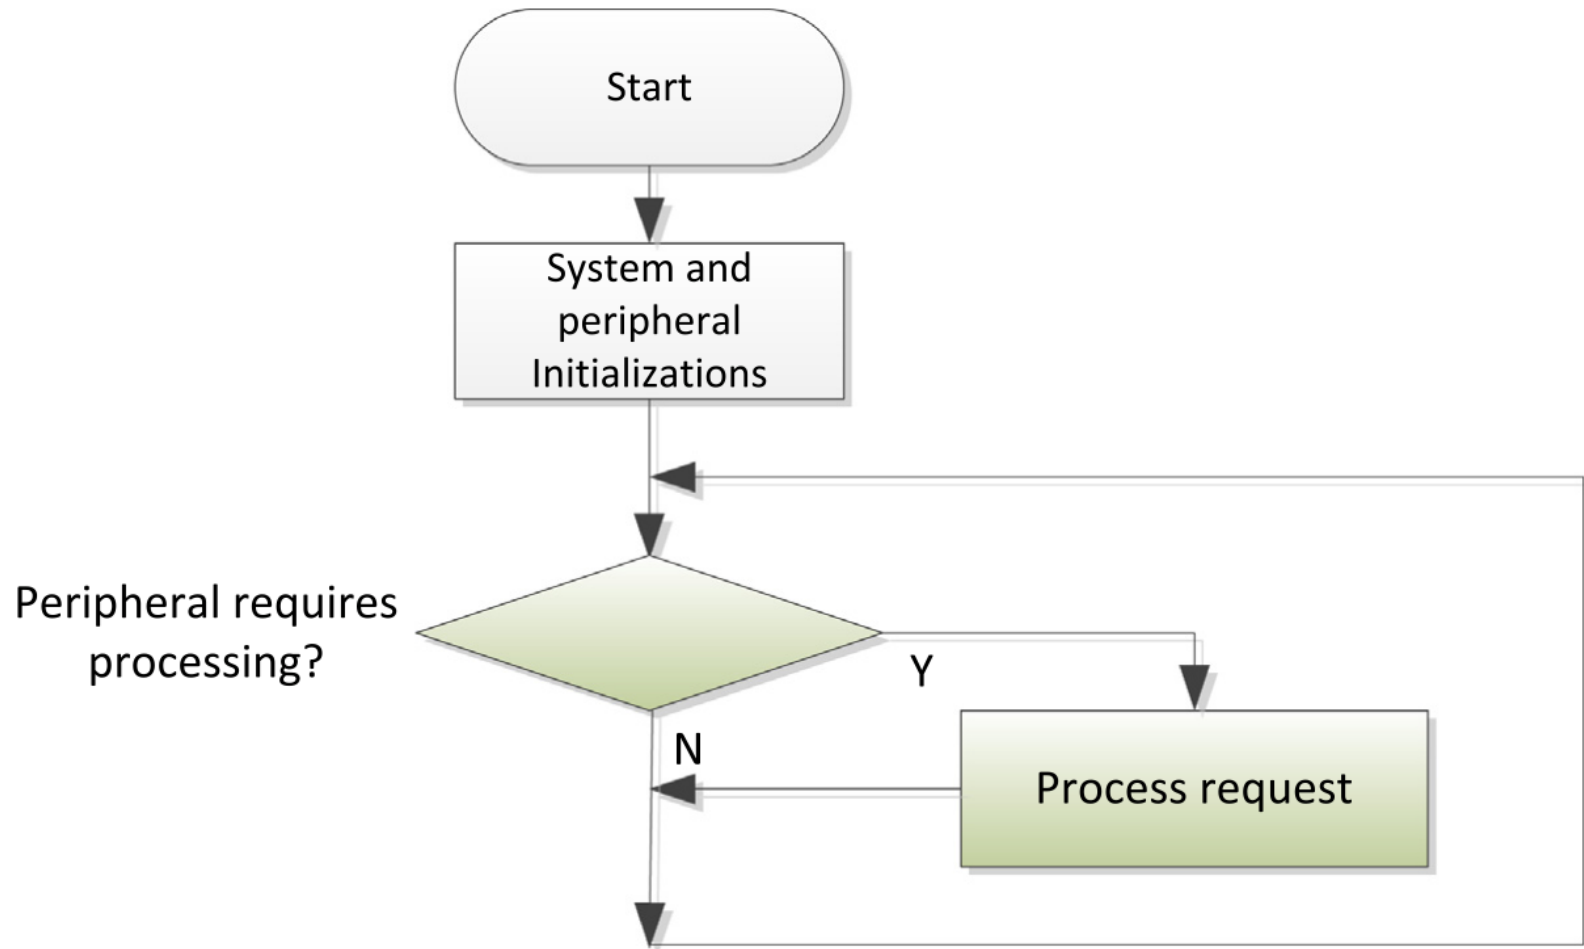 Start
System and
peripheral
Initializations
Peripheral requires
processing?
Y
N
Process request